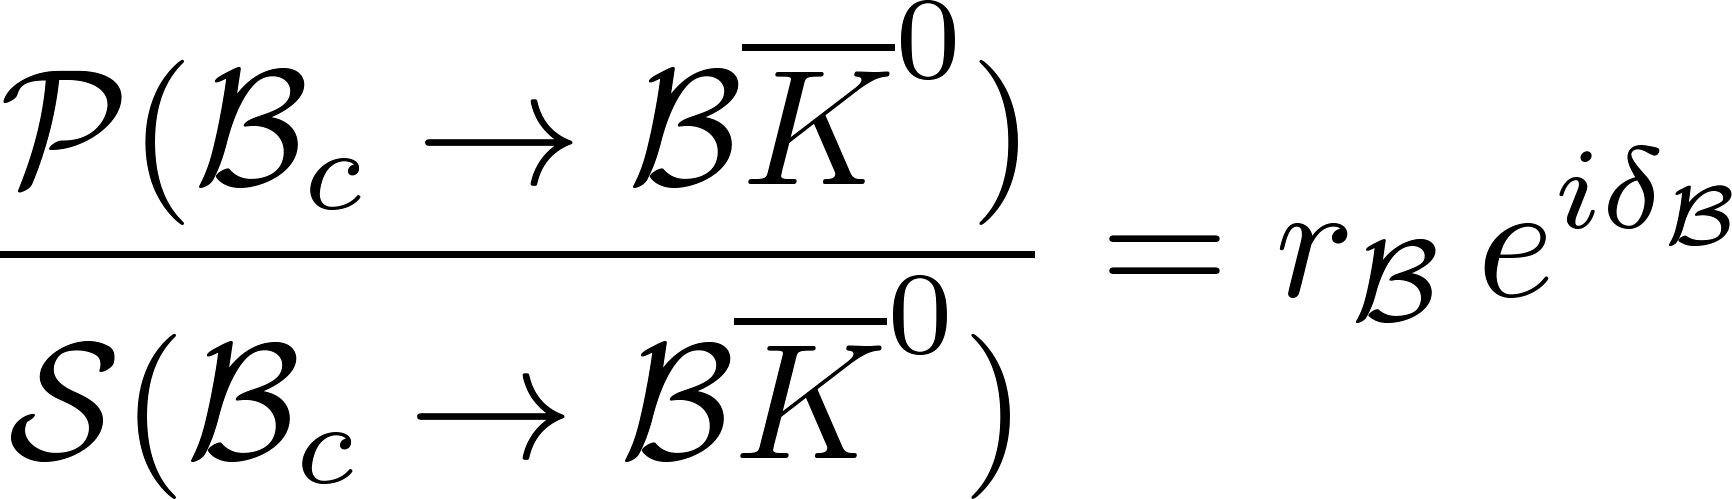 \frac{\mathcal{P}(\mathcal{B}_c \to \mathcal{B}\overline{K}^0)}{\mathcal{S}(\mathcal{B}_c \to \mathcal{B}\overline{K}^0)} = r_{\mathcal{B}} \, e^{i\delta_{\mathcal{B}}}